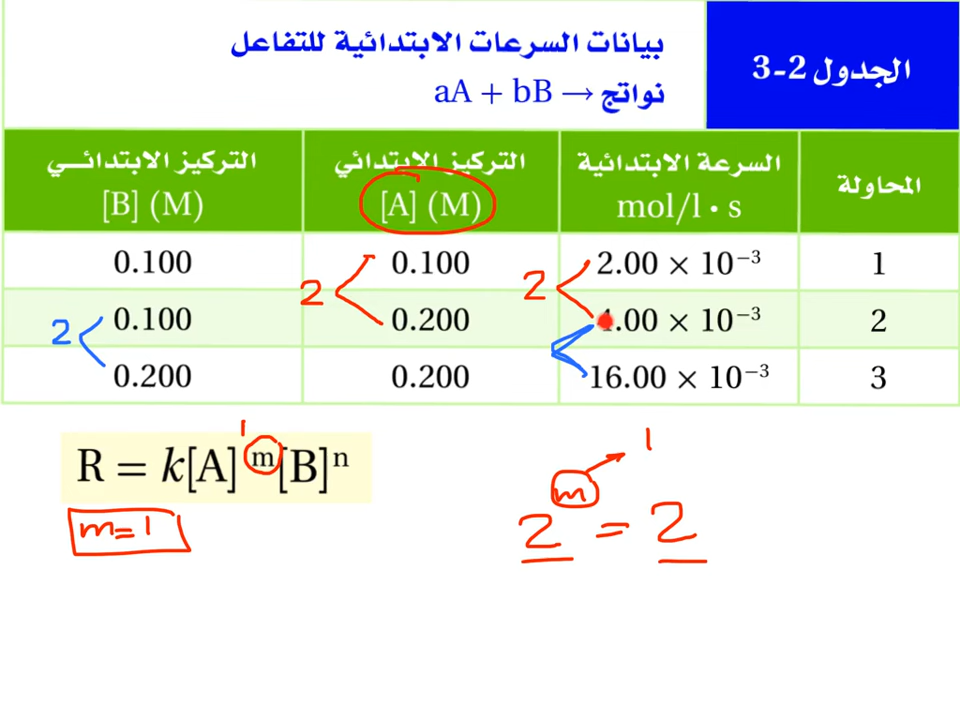 الجدول 2-3
بيانات السرعات الابتدائية للتفاعل
aA + bB → نواتج
المحاولة
السرعة الابتدائية
mol/l · s
التركيز الابتدائي
[A] (M)
التركيز الابتدائي
[B] (M)
1
2.00 × 10⁻³
0.100
0.100
2
4.00 × 10⁻³
0.200
0.100
3
16.00 × 10⁻³
0.200
0.200
2
2
2
1
R = k[A]ᵐ[B]ⁿ
m=1
1
2ᵐ = 2